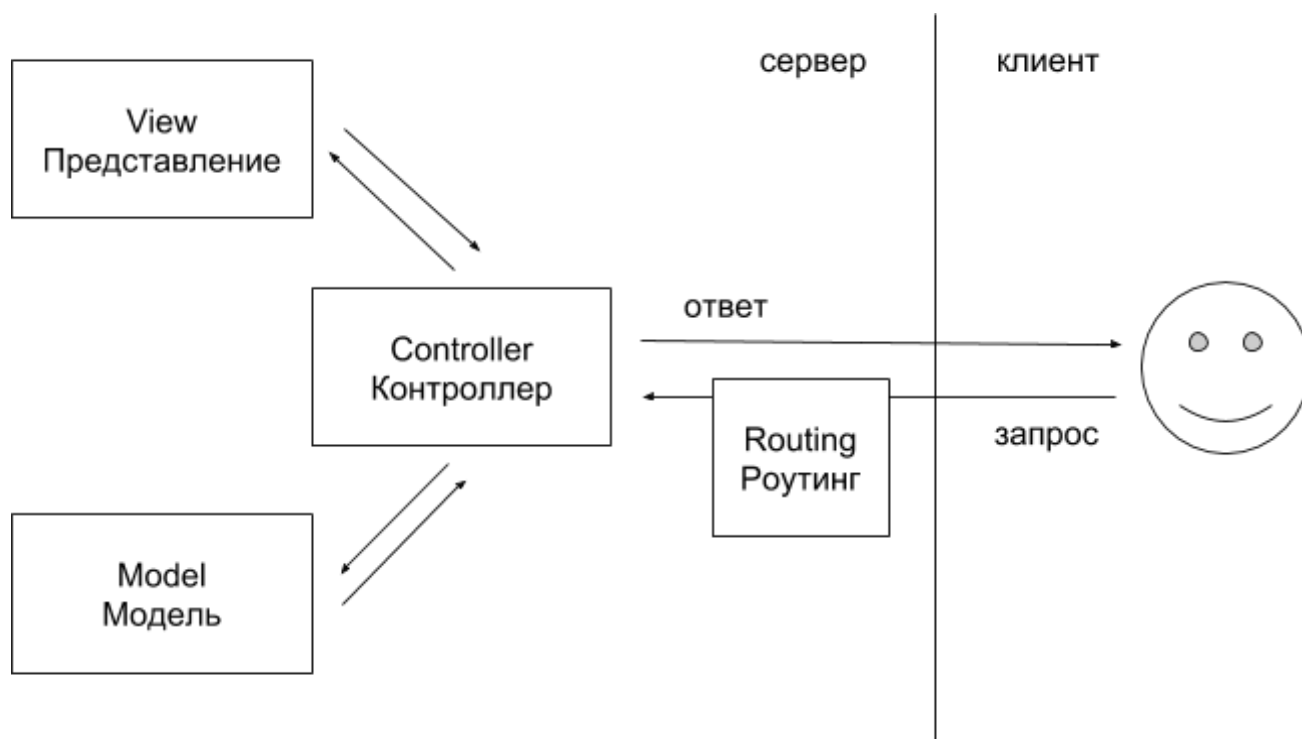 сервер
клиент
View
Представление
ответ
Controller
Контроллер
запрос
Routing
Роутинг
Model
Модель